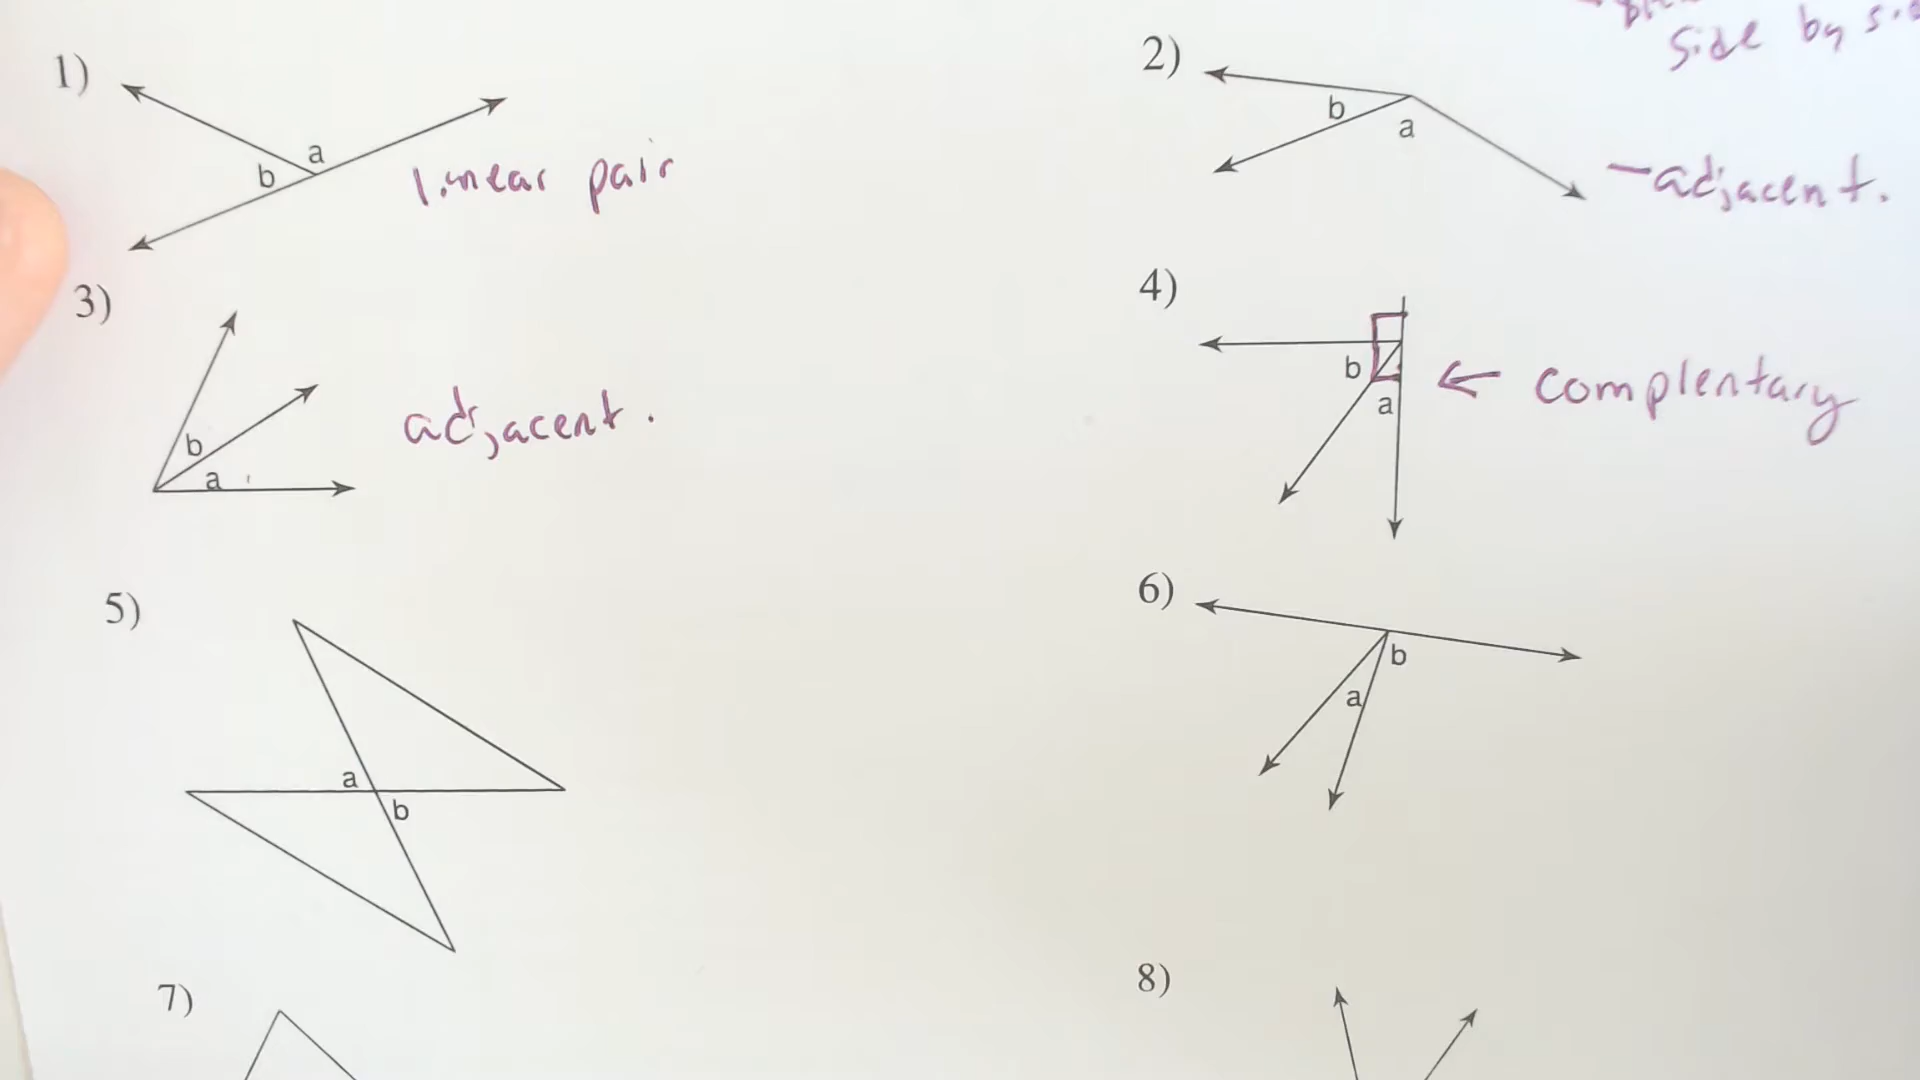 side by
1)
b a
linear pair
2)
b
a
-adjacent.
3)
b
a
adjacent.
4)
b
a
← complentary
5)
a
b
6)
b
a
7)
8)